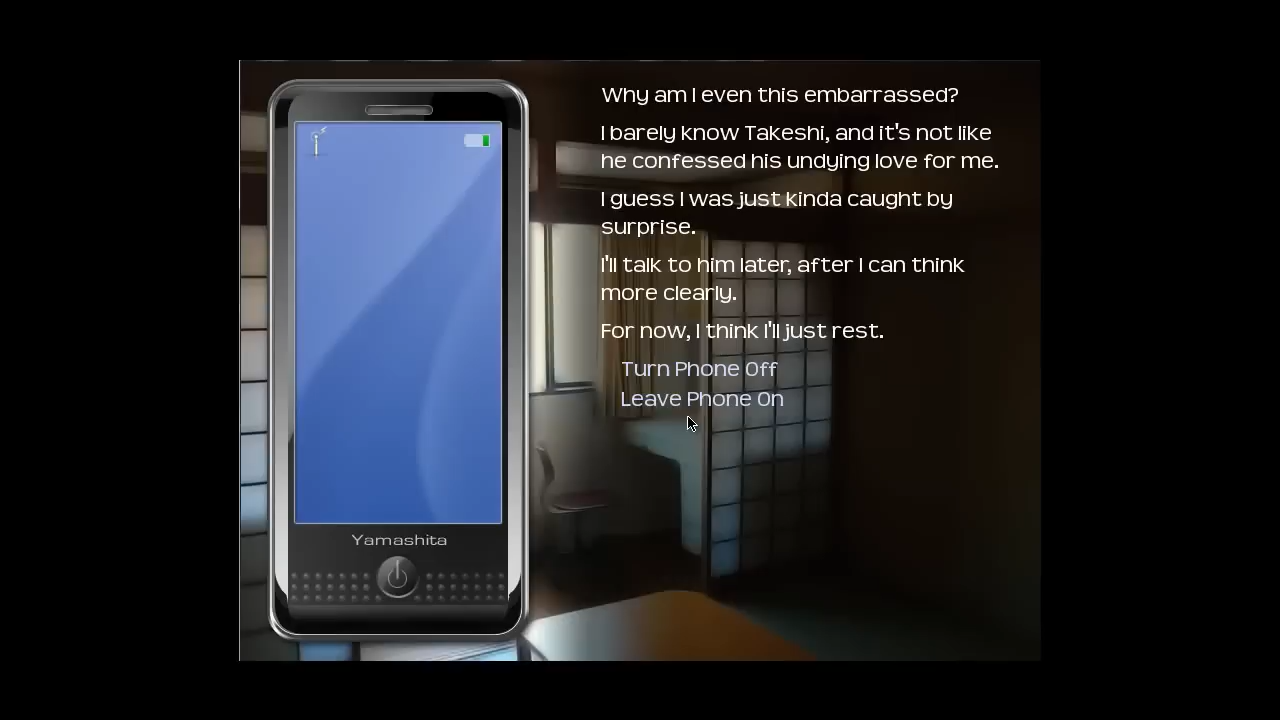 Why am I even this embarrassed?
I barely know Takeshi, and it's not like
he confessed his undying love for me.
I guess I was just kinda caught by
surprise.
I'll talk to him later, after I can think
more clearly.
For now, I think I'll just rest.
Turn Phone Off
Leave Phone On
Yamashita